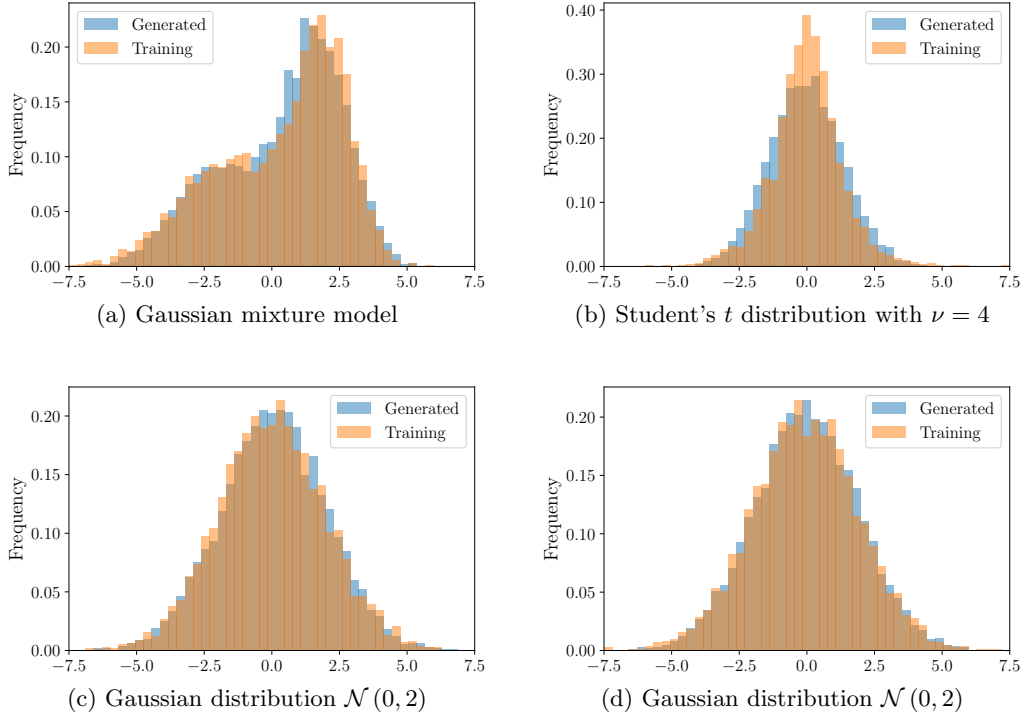 Generated
Training
Frequency
0.20
0.15
0.10
0.05
0.00
−7.5 −5.0 −2.5 0.0 2.5 5.0 7.5
(a) Gaussian mixture model
Generated
Training
Frequency
0.40
0.30
0.20
0.10
0.00
−7.5 −5.0 −2.5 0.0 2.5 5.0 7.5
(b) Student's t distribution with ν = 4
Generated
Training
Frequency
0.20
0.15
0.10
0.05
0.00
−7.5 −5.0 −2.5 0.0 2.5 5.0 7.5
(c) Gaussian distribution 𝒩(0, 2)
Generated
Training
Frequency
0.20
0.15
0.10
0.05
0.00
−7.5 −5.0 −2.5 0.0 2.5 5.0 7.5
(d) Gaussian distribution 𝒩(0, 2)